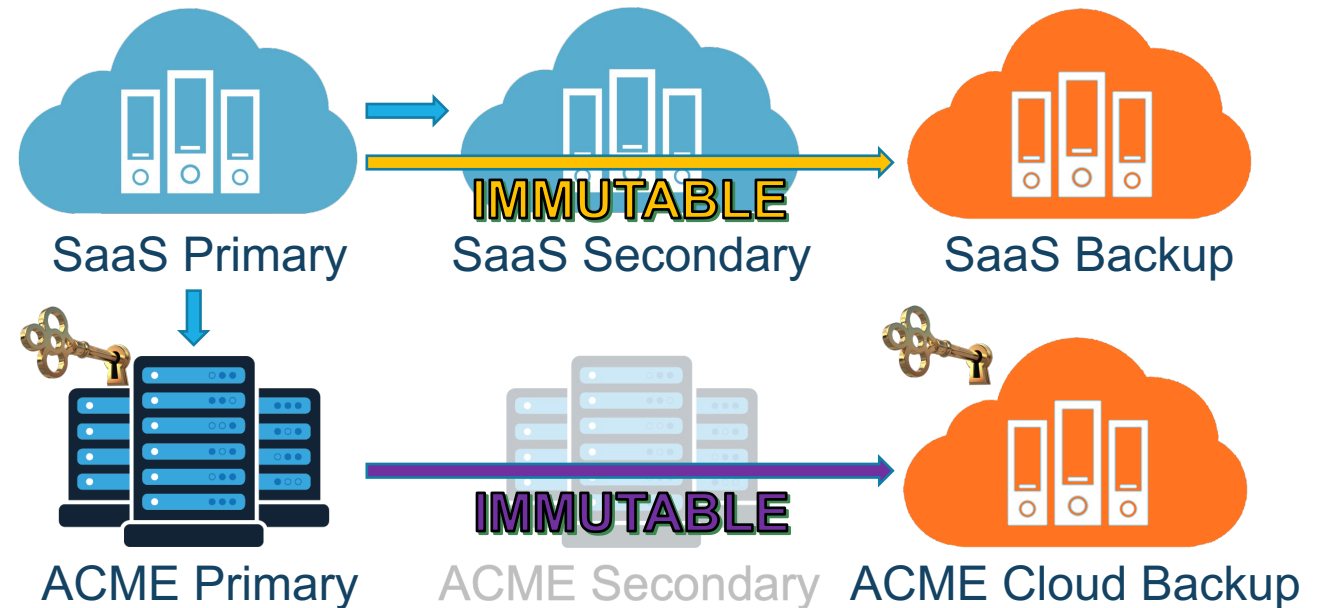 IMMUTABLE
SaaS Primary
SaaS Secondary
SaaS Backup
IMMUTABLE
ACME Primary
ACME Secondary
ACME Cloud Backup